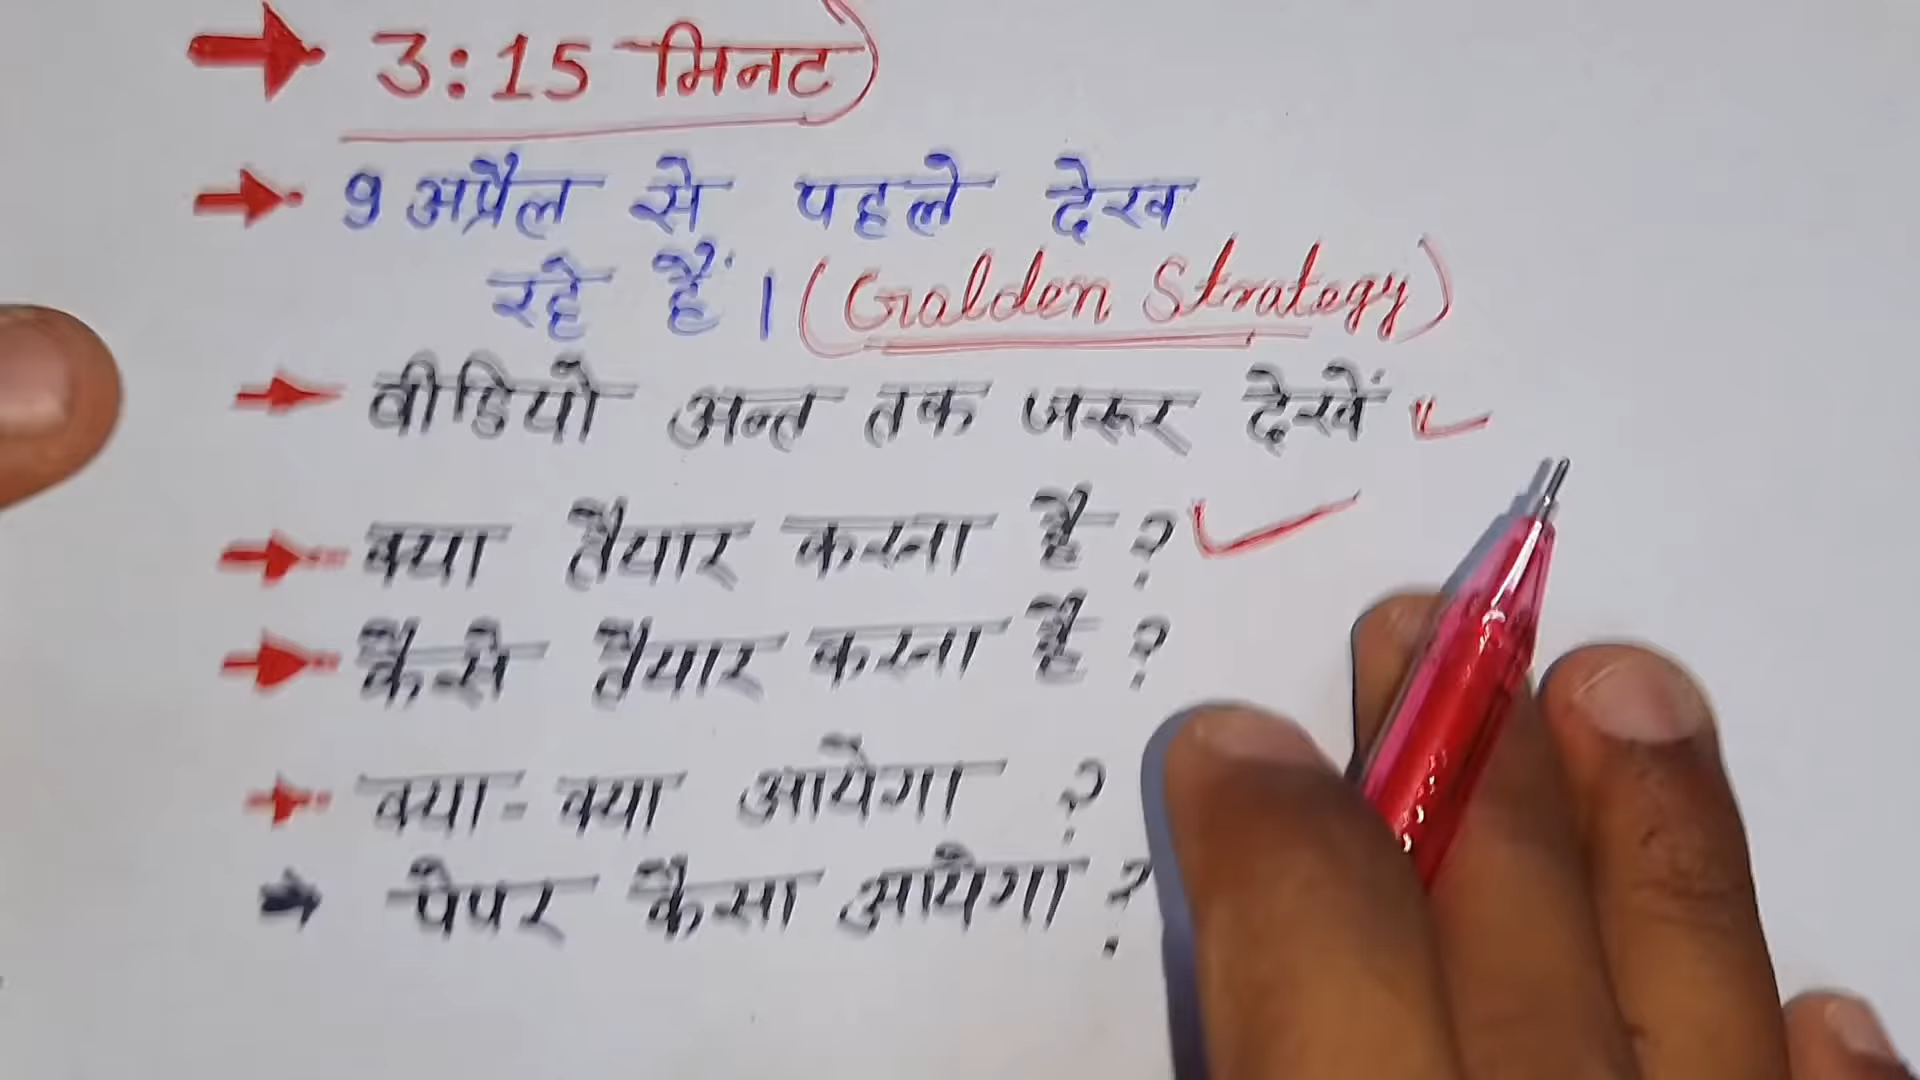 3:15 मिनट)
9 अप्रैल से पहले देख
रहे हैं। (Golden Strategy)
वीडियो अन्त तक जरूर देखें
क्या तैयार करना है?
कैसे तैयार करना है?
क्या-क्या आयेगा ?
पेपर कैसा आयेगा?